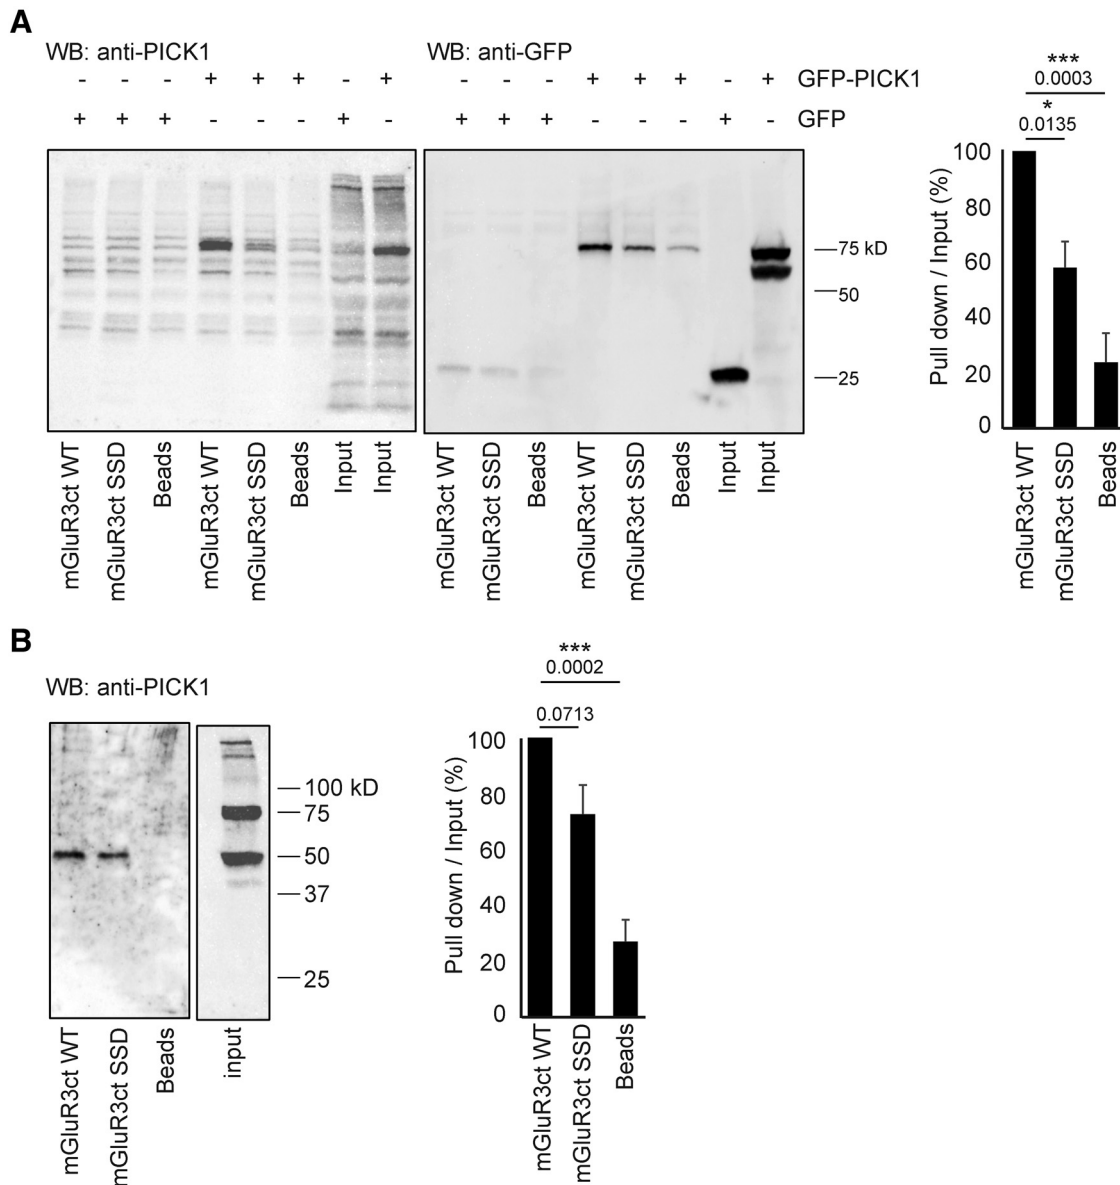 A
WB: anti-PICK1
WB: anti-GFP
- - - + + + - + - - - + + + - + GFP-PICK1
+ + + - - - + - + + + - - - + - GFP
75 kD
50
25
mGluR3ct WT
mGluR3ct SSD
Beads
mGluR3ct WT
mGluR3ct SSD
Beads
Input
Input
mGluR3ct WT
mGluR3ct SSD
Beads
mGluR3ct WT
mGluR3ct SSD
Beads
Input
Input
***
0.0003
*
0.0135
Pull down / Input (%)
100
80
60
40
20
0
mGluR3ct WT
mGluR3ct SSD
Beads
B
WB: anti-PICK1
100 kD
75
50
37
25
mGluR3ct WT
mGluR3ct SSD
Beads
input
***
0.0002
0.0713
Pull down / Input (%)
100
80
60
40
20
0
mGluR3ct WT
mGluR3ct SSD
Beads